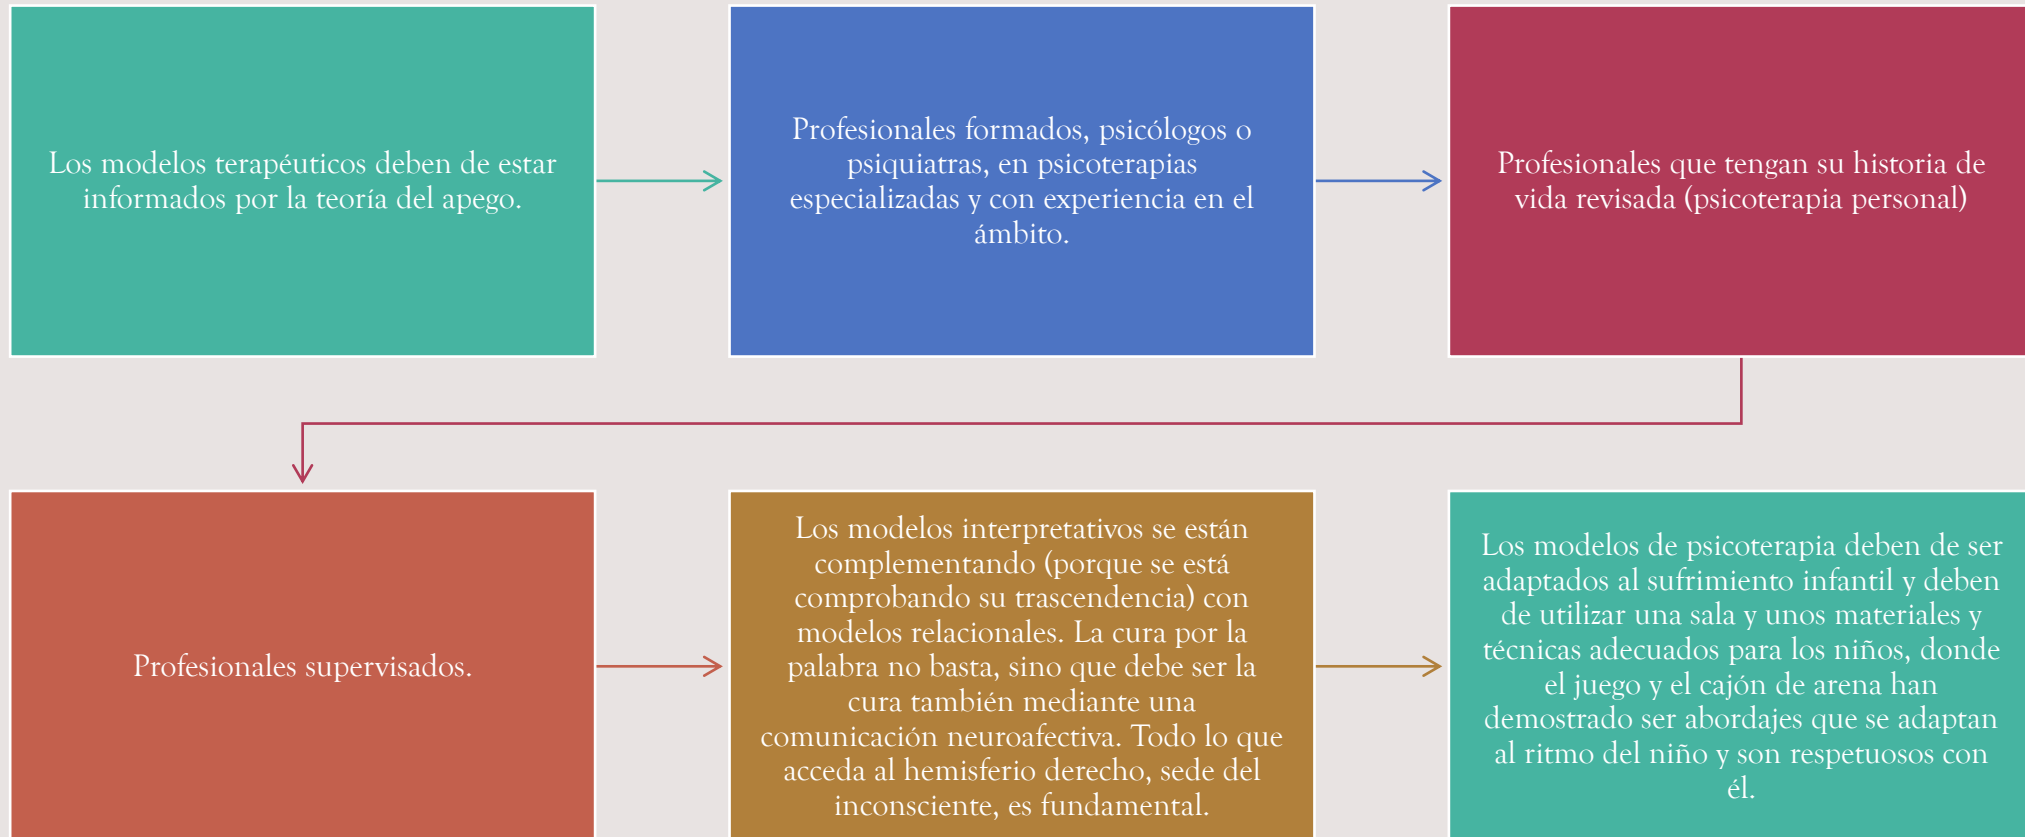 Los modelos terapéuticos deben de estar
informados por la teoría del apego.
Profesionales formados, psicólogos o
psiquiatras, en psicoterapias
especializadas y con experiencia en el
ámbito.
Profesionales que tengan su historia de
vida revisada (psicoterapia personal)
Profesionales supervisados.
Los modelos interpretativos se están
complementando (porque se está
comprobando su trascendencia) con
modelos relacionales. La cura por la
palabra no basta, sino que debe ser la
cura también mediante una
comunicación neuroafectiva. Todo lo que
acceda al hemisferio derecho, sede del
inconsciente, es fundamental.
Los modelos de psicoterapia deben de ser
adaptados al sufrimiento infantil y deben
de utilizar una sala y unos materiales y
técnicas adecuados para los niños, donde
el juego y el cajón de arena han
demostrado ser abordajes que se adaptan
al ritmo del niño y son respetuosos con
él.